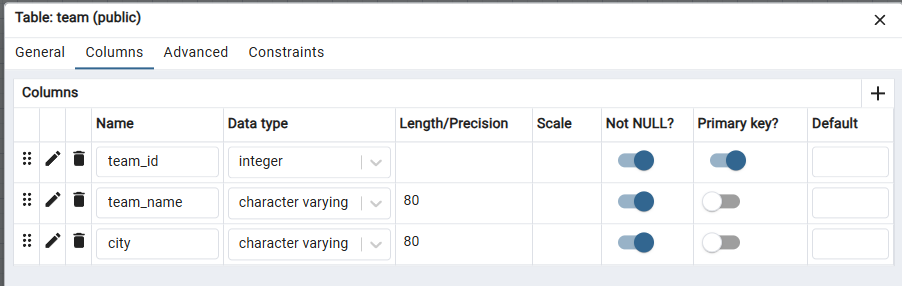 Table: team (public)
General Columns Advanced Constraints
Columns
Name Data type Length/Precision Scale Not NULL? Primary key? Default
team_id integer
team_name character varying 80
city character varying 80